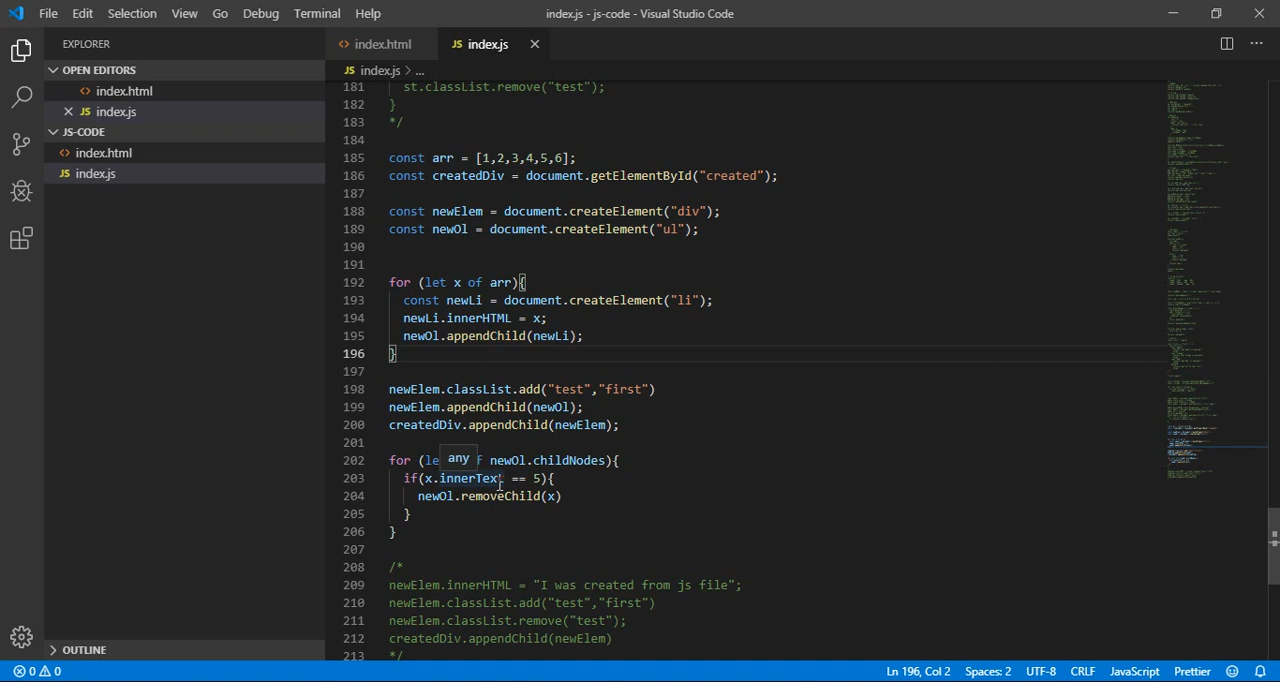 File Edit Selection View Go Debug Terminal Help
index.js - js-code - Visual Studio Code
EXPLORER
OPEN EDITORS
<> index.html
JS index.js
JS-CODE
<> index.html
JS index.js
OUTLINE
<> index.html JS index.js
JS index.js > ...
181 st.classList.remove("test");
182 }
183 */
184
185 const arr = [1,2,3,4,5,6];
186 const createdDiv = document.getElementById("created");
187
188 const newElem = document.createElement("div");
189 const newOl = document.createElement("ul");
190
191
192 for (let x of arr){
193 const newLi = document.createElement("li");
194 newLi.innerHTML = x;
195 newOl.appendChild(newLi);
196 }
197
198 newElem.classList.add("test","first")
199 newElem.appendChild(newOl);
200 createdDiv.appendChild(newElem);
201
any
202 for (le f newOl.childNodes){
203 if(x.innerText == 5){
204 newOl.removeChild(x)
205 }
206 }
207
208 /*
209 newElem.innerHTML = "I was created from js file";
210 newElem.classList.add("test","first")
211 newElem.classList.remove("test");
212 createdDiv.appendChild(newElem)
213 */
0 0 Ln 196, Col 2 Spaces: 2 UTF-8 CRLF JavaScript Prettier